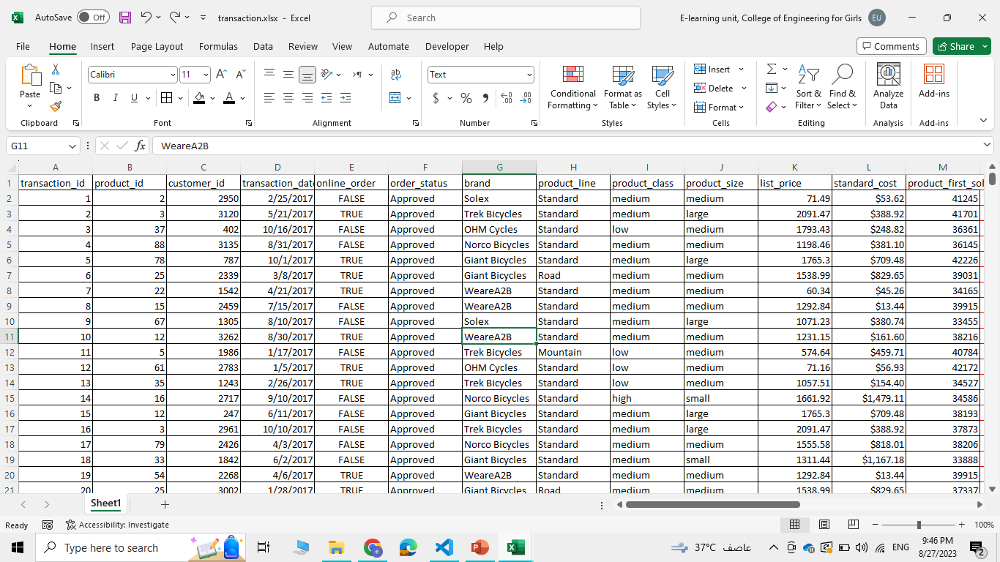 AutoSave Off transaction.xlsx - Excel Search E-learning unit, College of Engineering for Girls EU
File Home Insert Page Layout Formulas Data Review View Automate Developer Help Comments Share
Paste Calibri 11 A A ab Text Conditional Formatting Format as Table Cell Styles Insert Delete Format Sort & Filter Find & Select Analyze Data Add-ins
B I U A $ % 9
Clipboard Font Alignment Number Styles Cells Editing Analysis Add-ins
G11 fx WeareA2B
A B C D E F G H I J K L M
1 transaction_id product_id customer_id transaction_date online_order order_status brand product_line product_class product_size list_price standard_cost product_first_sol
2 1 2 2950 2/25/2017 FALSE Approved Solex Standard medium medium 71.49 $53.62 41245
3 2 3 3120 5/21/2017 TRUE Approved Trek Bicycles Standard medium large 2091.47 $388.92 41701
4 3 37 402 10/16/2017 FALSE Approved OHM Cycles Standard low medium 1793.43 $248.82 36361
5 4 88 3135 8/31/2017 FALSE Approved Norco Bicycles Standard medium medium 1198.46 $381.10 36145
6 5 78 787 10/1/2017 TRUE Approved Giant Bicycles Standard medium large 1765.3 $709.48 42226
7 6 25 2339 3/8/2017 TRUE Approved Giant Bicycles Road medium medium 1538.99 $829.65 39031
8 7 22 1542 4/21/2017 TRUE Approved WeareA2B Standard medium medium 60.34 $45.26 34165
9 8 15 2459 7/15/2017 FALSE Approved WeareA2B Standard medium medium 1292.84 $13.44 39915
10 9 67 1305 8/10/2017 FALSE Approved Solex Standard medium large 1071.23 $380.74 33455
11 10 12 3262 8/30/2017 TRUE Approved WeareA2B Standard medium medium 1231.15 $161.60 38216
12 11 5 1986 1/17/2017 FALSE Approved Trek Bicycles Mountain low medium 574.64 $459.71 40784
13 12 61 2783 1/5/2017 TRUE Approved OHM Cycles Standard low medium 71.16 $56.93 42172
14 13 35 1243 2/26/2017 TRUE Approved Trek Bicycles Standard low medium 1057.51 $154.40 34527
15 14 16 2717 9/10/2017 FALSE Approved Norco Bicycles Standard high small 1661.92 $1,479.11 34586
16 15 12 247 6/11/2017 FALSE Approved Giant Bicycles Standard medium large 1765.3 $709.48 38193
17 16 3 2961 10/10/2017 TRUE Approved Trek Bicycles Standard medium large 2091.47 $388.92 37873
18 17 79 2426 4/3/2017 FALSE Approved Norco Bicycles Standard medium medium 1555.58 $818.01 38206
19 18 33 1842 6/2/2017 FALSE Approved Giant Bicycles Standard medium small 1311.44 $1,167.18 33888
20 19 54 2268 4/6/2017 TRUE Approved WeareA2B Standard medium medium 1292.84 $13.44 39915
21 20 25 3002 1/28/2017 TRUE Approved Giant Bicycles Road medium medium 1538.99 $829.65 37337
Sheet1
Ready Accessibility: Investigate 100%
Type here to search 37°C عاصف ENG 9:46 PM 2
8/27/2023